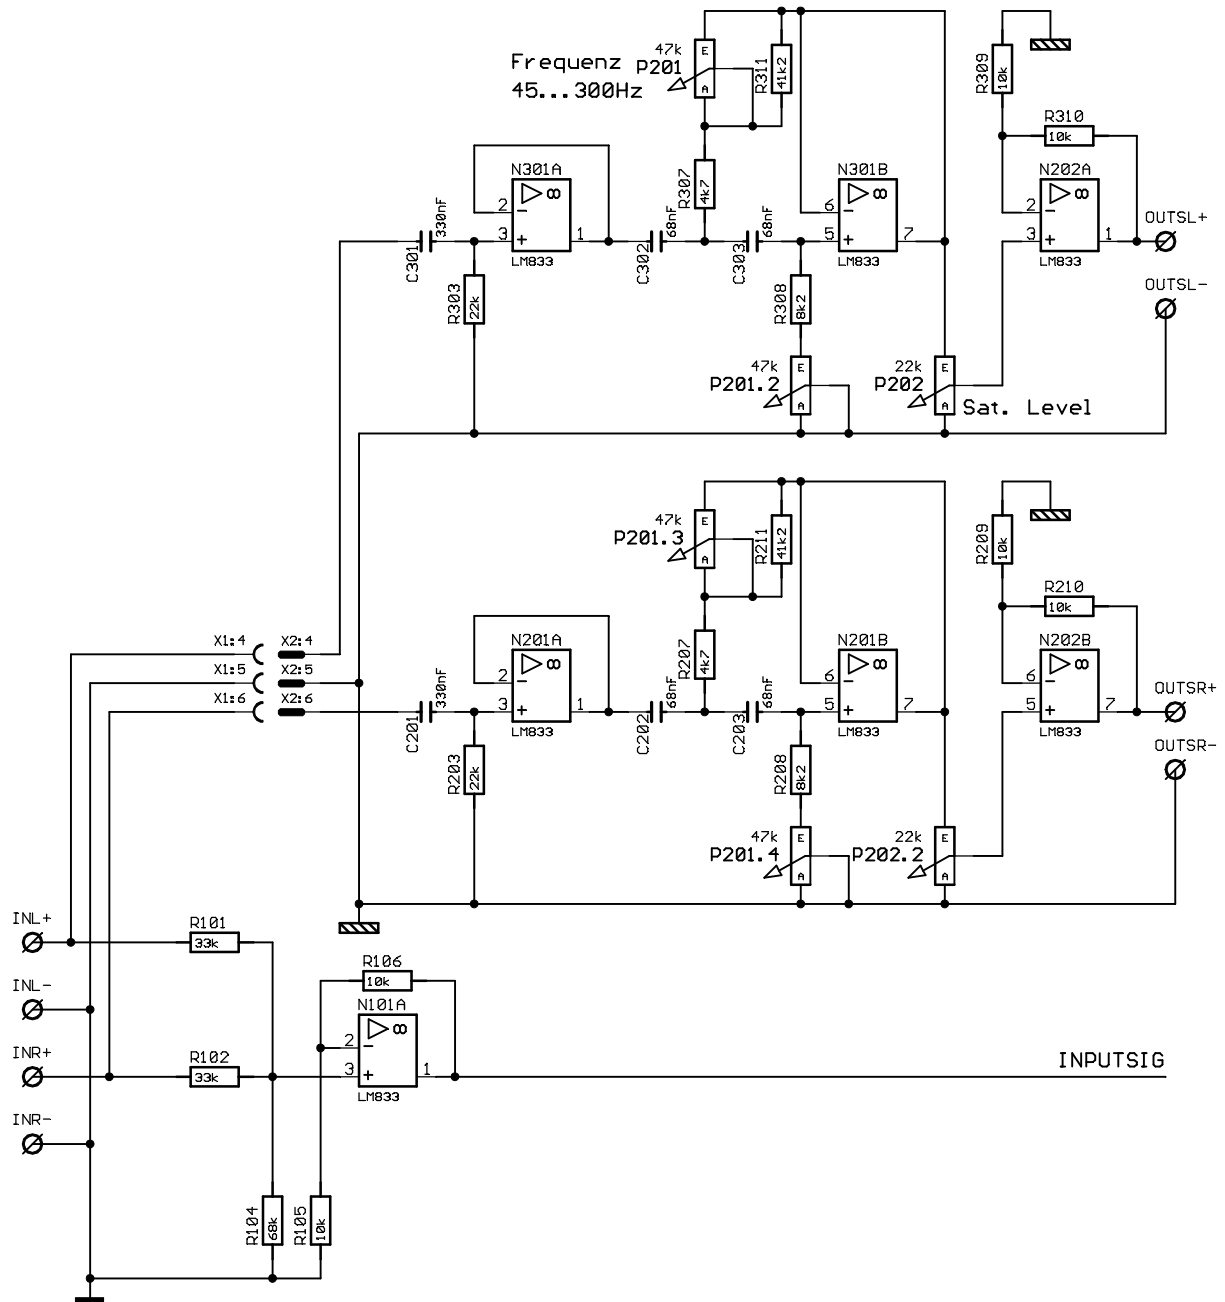 Frequenz
45...300Hz
47k
P201
E
A
R311
41k2
R309
10k
R310
10k
N301A
▷ ∞
2
-
3
+
1
LM833
R307
4k7
N301B
▷ ∞
6
-
5
+
7
LM833
N202A
▷ ∞
2
-
3
+
1
LM833
OUTSL+
OUTSL-
C301
330nF
R303
22k
C302
68nF
C303
68nF
R308
8k2
47k
P201.2
E
A
22k
P202
E
A
Sat. Level
47k
P201.3
E
A
R211
41k2
R209
10k
R210
10k
X1:4
X2:4
X1:5
X2:5
X1:6
X2:6
N201A
▷ ∞
2
-
3
+
1
LM833
R207
4k7
N201B
▷ ∞
6
-
5
+
7
LM833
N202B
▷ ∞
6
-
5
+
7
LM833
OUTSR+
OUTSR-
C201
330nF
R203
22k
C202
68nF
C203
68nF
R208
8k2
47k
P201.4
E
A
22k
P202.2
E
A
INL+
R101
33k
INL-
R106
10k
N101A
▷ ∞
2
-
3
+
1
LM833
INR+
R102
33k
INPUTSIG
INR-
R104
68k
R105
10k